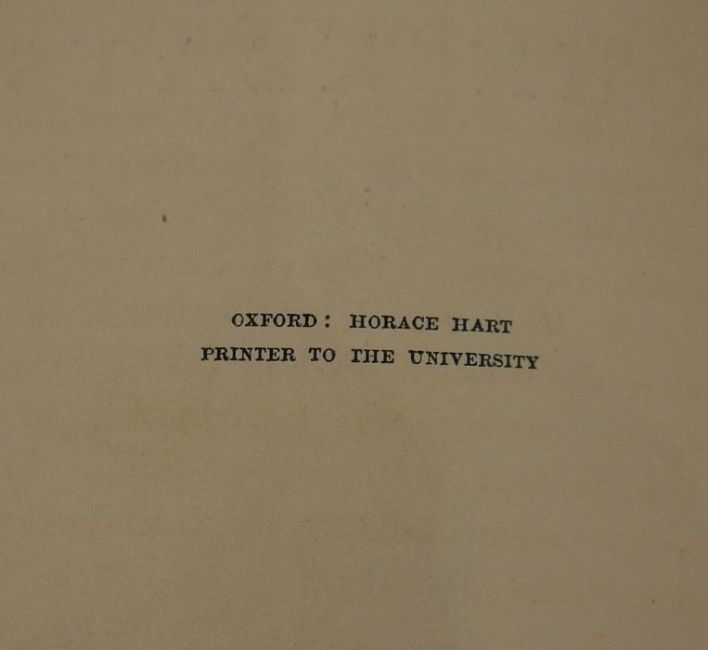 OXFORD: HORACE HART
PRINTER TO THE UNIVERSITY